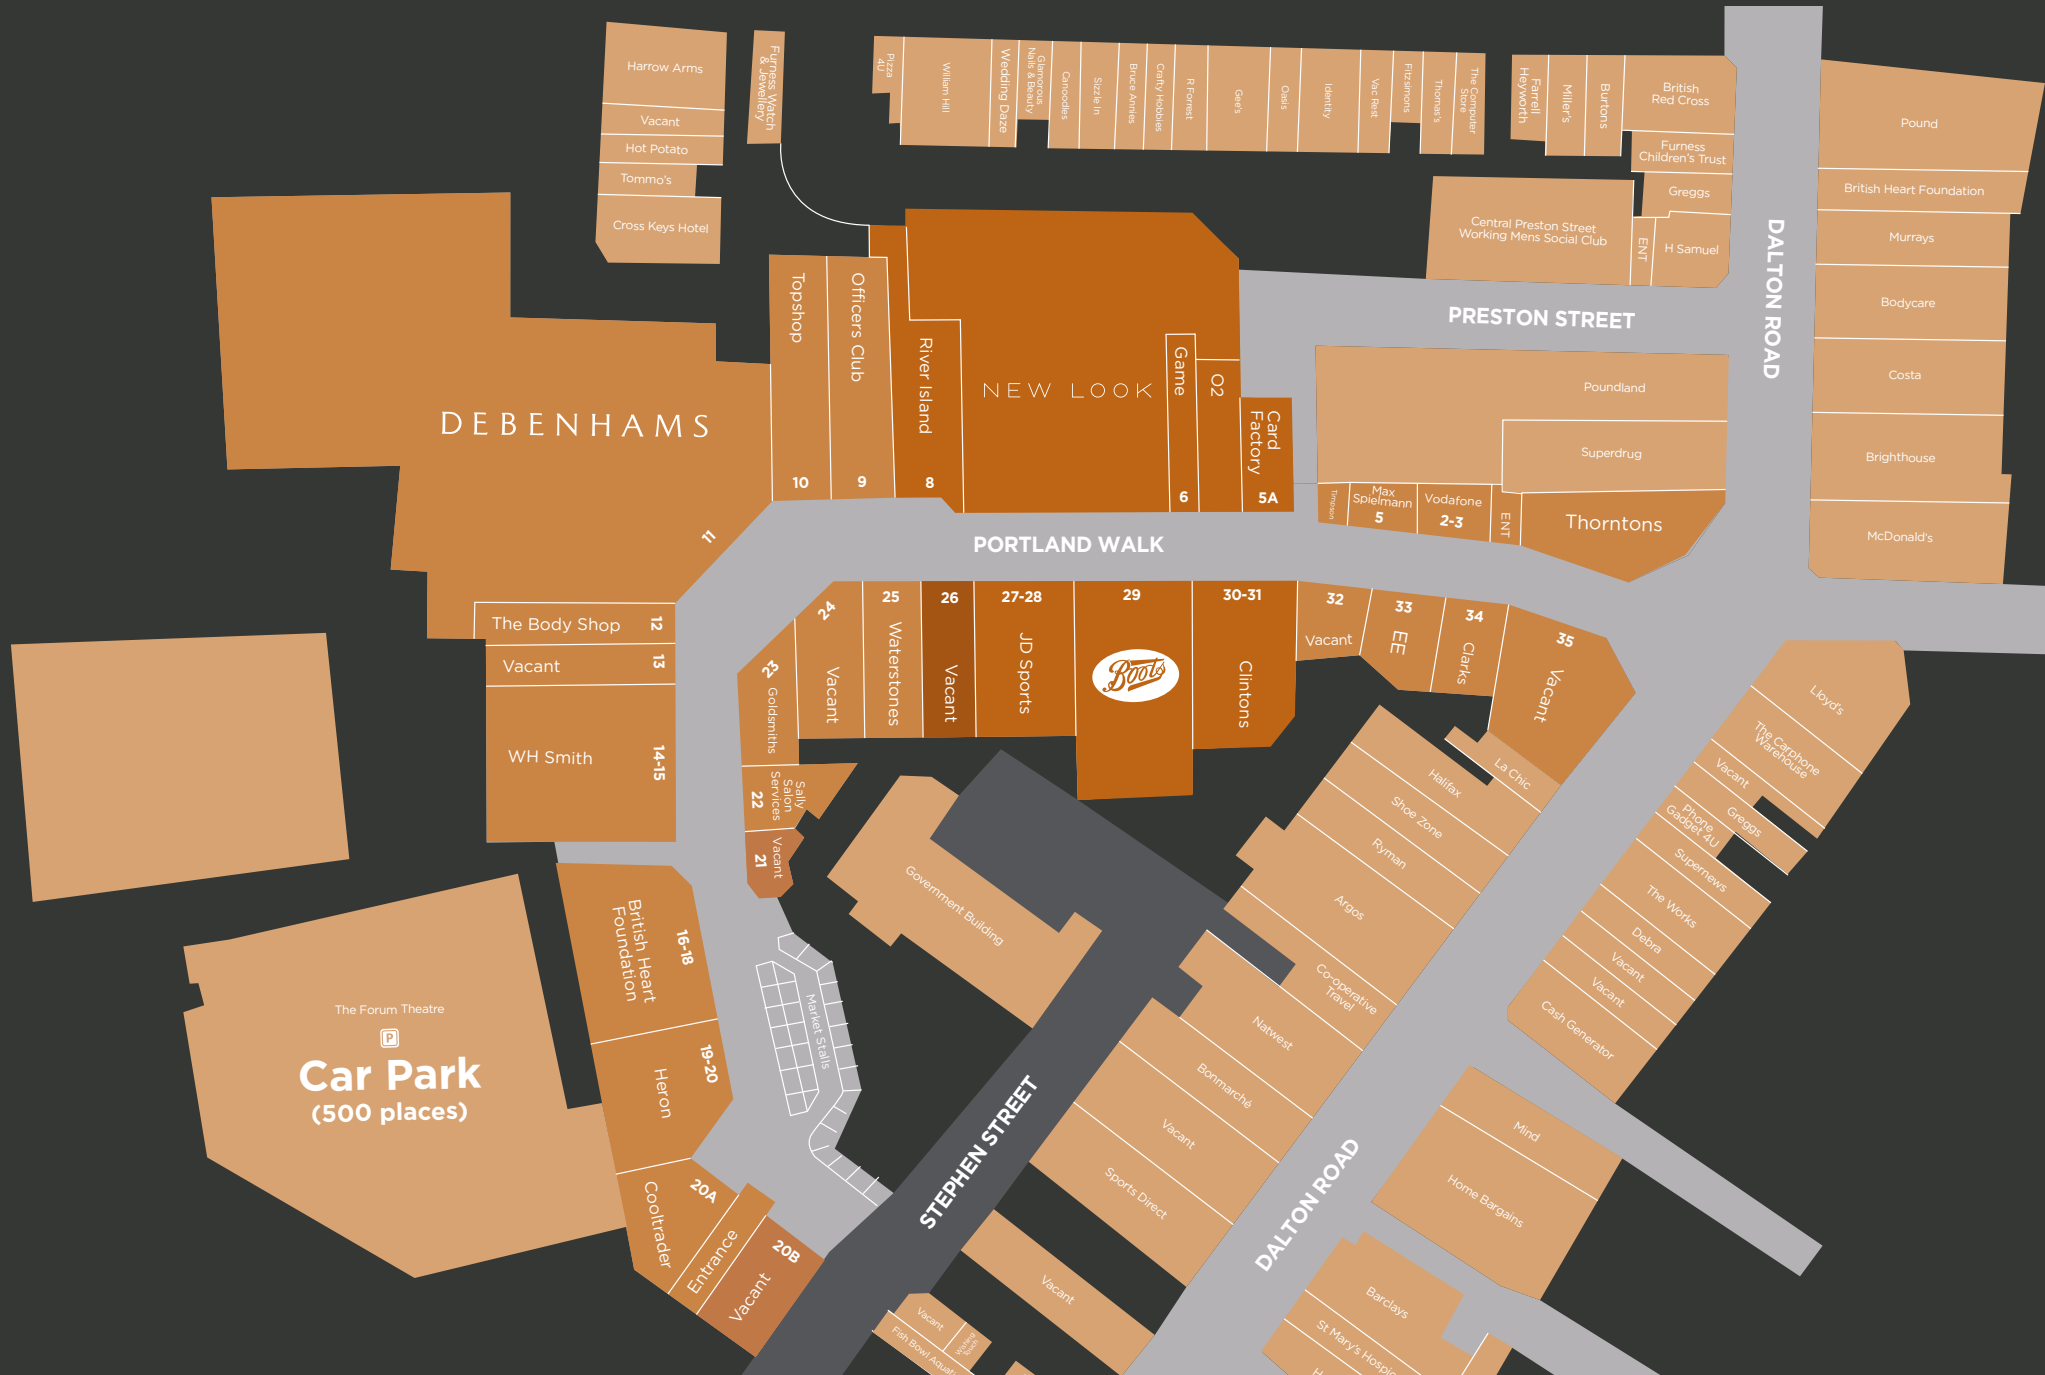 Harrow Arms
Vacant
Hot Potato
Tommo's
Cross Keys Hotel
Furness Watch
& Jewellery
Pizza
4U
William Hill
Wedding Daze
Glamorous
Nails & Beauty
Canoodles
Sizzle In
Bruce Annies
Crafty Hobbies
R Forrest
Gee's
Oasis
Identity
Vac Rest
Fitzsimons
Thomas's
The Computer
Store
Farrell
Heyworth
Miller's
Burtons
British
Red Cross
Furness
Children's Trust
Greggs
H Samuel
ENT
Central Preston Street
Working Mens Social Club
DALTON ROAD
Pound
British Heart Foundation
Murrays
Bodycare
Costa
Brighthouse
McDonald's
PRESTON STREET
Poundland
Superdrug
Timpson
Max
Spielmann
5
Vodafone
2-3
ENT
Thorntons
DEBENHAMS
11
Topshop
10
Officers Club
9
River Island
8
NEW LOOK
Game
6
O2
Card
Factory
5A
PORTLAND WALK
The Body Shop
12
Vacant
13
WH Smith
14-15
24
Vacant
25
Waterstones
26
Vacant
27-28
JD Sports
29
Boots
30-31
Clintons
32
Vacant
33
EE
34
Clarks
35
Vacant
23
Goldsmiths
22
Sally
Salon
Services
21
Vacant
British Heart
Foundation
16-18
Heron
19-20
Cooltrader
20A
Entrance
20B
Vacant
Market Stalls
The Forum Theatre
P
Car Park
(500 places)
Government Building
STEPHEN STREET
La Chic
Halifax
Shoe Zone
Ryman
Argos
Co-operative
Travel
Natwest
Bonmarché
Vacant
Sports Direct
Vacant
Vacant
Wishing
Touch
Fish Bowl Aquati
DALTON ROAD
Lloyd's
The Carphone
Warehouse
Vacant
Greggs
Phone
Gadget 4U
Supernews
The Works
Debra
Vacant
Vacant
Cash Generator
Mind
Home Bargains
Barclays
St Mary's Hospic
H